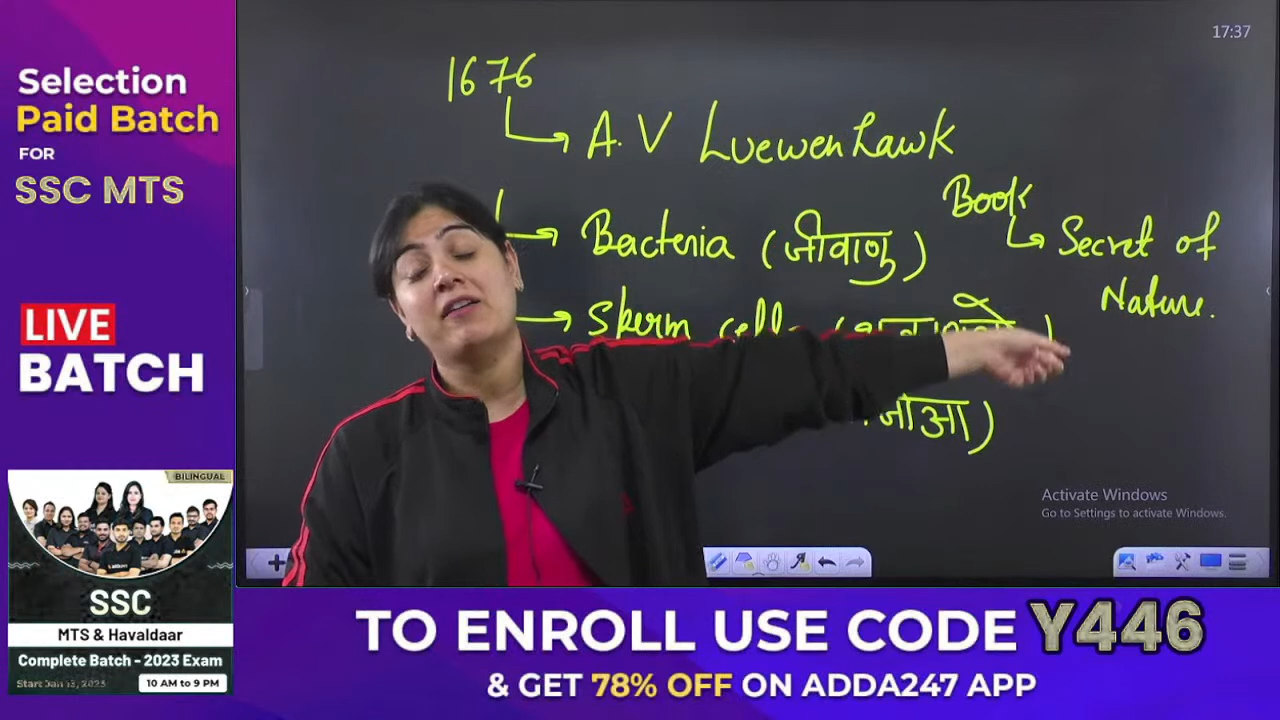 17:37
Selection
Paid Batch
FOR
SSC MTS
LIVE
BATCH
1676
A.V Luewenhawk
Bacteria (जीवाणु)
Book
Secret of
Nature.
Sperm cells
Activate Windows
Go to Settings to activate Windows.
BILINGUAL
SSC
MTS & Havaldaar
Complete Batch - 2023 Exam
10 AM to 9 PM
TO ENROLL USE CODE Y446
& GET 78% OFF ON ADDA247 APP